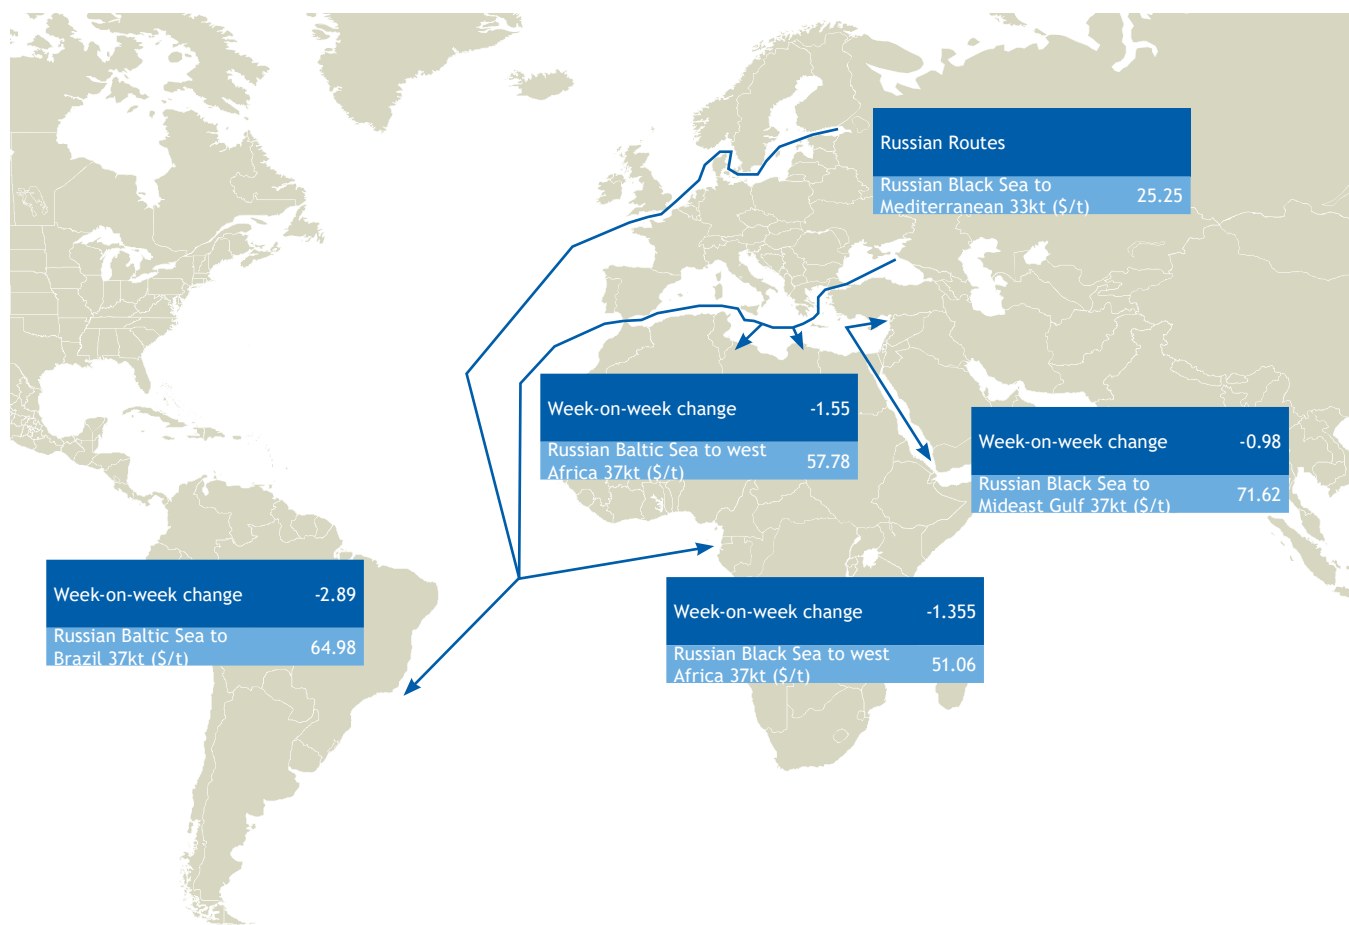 Russian Routes
Russian Black Sea to
Mediterranean 33kt ($/t)
25.25
Week-on-week change -1.55
Russian Baltic Sea to west
Africa 37kt ($/t)
57.78
Week-on-week change -0.98
Russian Black Sea to
Mideast Gulf 37kt ($/t)
71.62
Week-on-week change -2.89
Russian Baltic Sea to
Brazil 37kt ($/t)
64.98
Week-on-week change -1.355
Russian Black Sea to west
Africa 37kt ($/t)
51.06